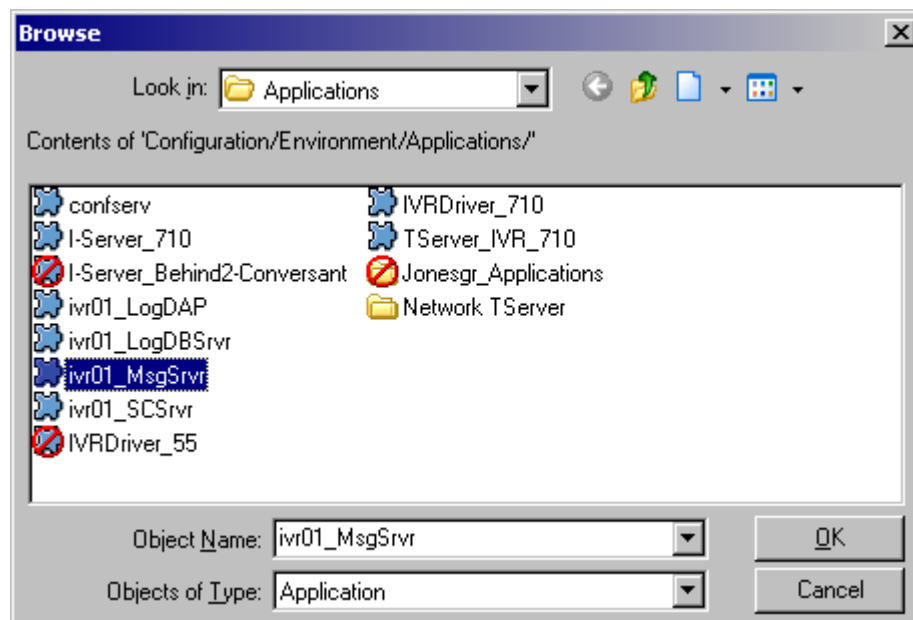 Browse
Look in: Applications
Contents of 'Configuration/Environment/Applications/'
confserv
I-Server_710
I-Server_Behind2-Conversant
ivr01_LogDAP
ivr01_LogDBSrvr
ivr01_MsgSrvr
ivr01_SCSrvr
IVRDriver_55
IVRDriver_710
TServer_IVR_710
Jonesgr_Applications
Network TServer
Object Name: ivr01_MsgSrvr OK
Objects of Type: Application Cancel